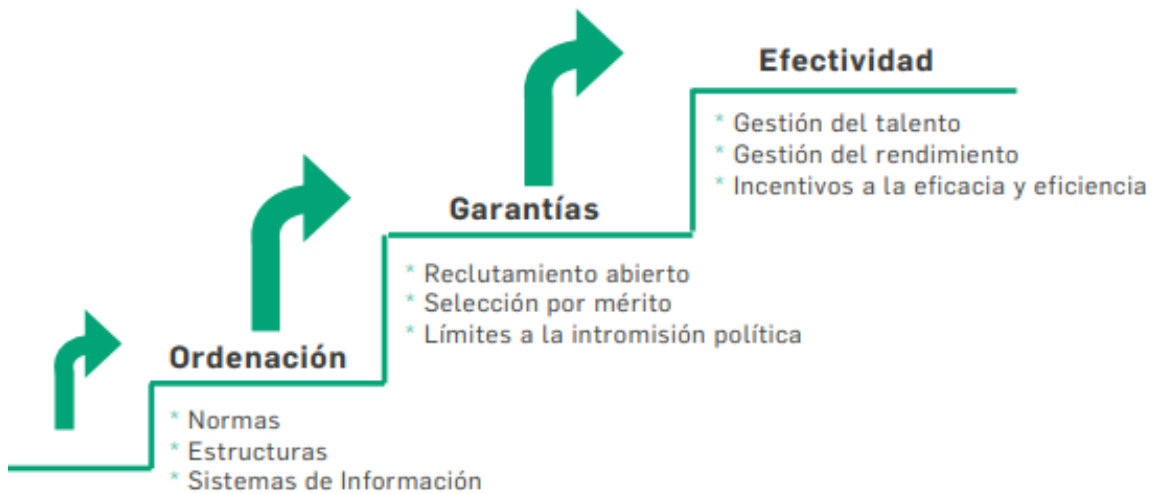 Efectividad
* Gestión del talento
* Gestión del rendimiento
* Incentivos a la eficacia y eficiencia
Garantías
* Reclutamiento abierto
* Selección por mérito
* Límites a la intromisión política
Ordenación
* Normas
* Estructuras
* Sistemas de Información